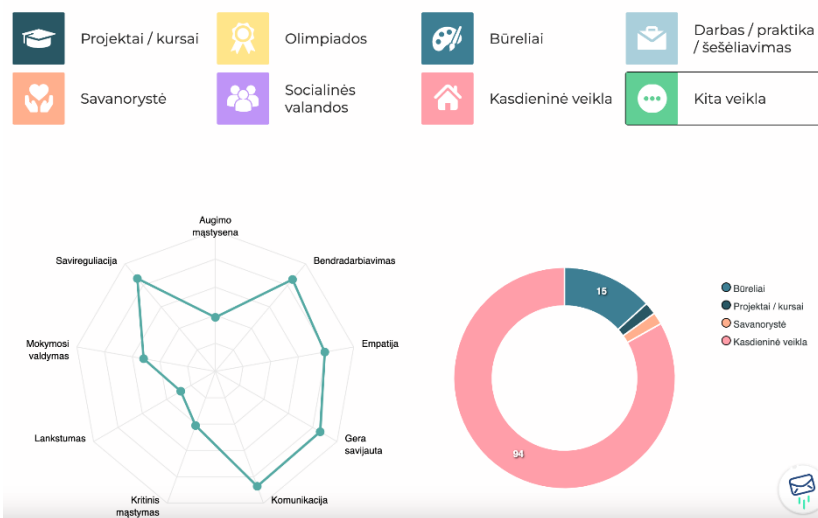 Projektai / kursai
Olimpiados
Būreliai
Darbas / praktika
/ šešėliavimas
Savanorystė
Socialinės
valandos
Kasdieninė veikla
Kita veikla
Augimo
mąstysena
Savireguliacija
Bendradarbiavimas
Mokymosi
valdymas
Empatija
Lankstumas
Gera
savijauta
Kritinis
mąstymas
Komunikacija
15
94
Būreliai
Projektai / kursai
Savanorystė
Kasdieninė veikla